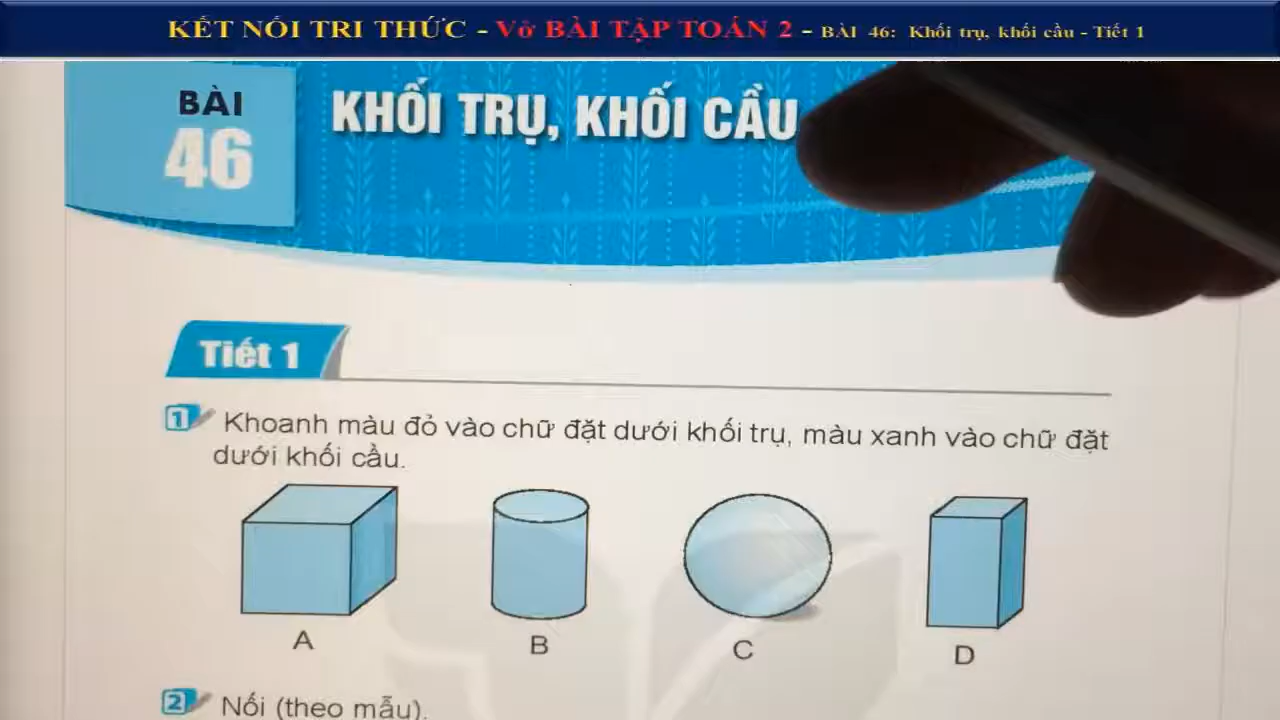 KẾT NỐI TRI THỨC - Vở BÀI TẬP TOÁN 2 - BÀI 46: Khối trụ, khối cầu - Tiết 1
BÀI
46
KHỐI TRỤ, KHỐI CẦU
Tiết 1
1 Khoanh màu đỏ vào chữ đặt dưới khối trụ, màu xanh vào chữ đặt
dưới khối cầu.
A B C D
2 Nối (theo mẫu).